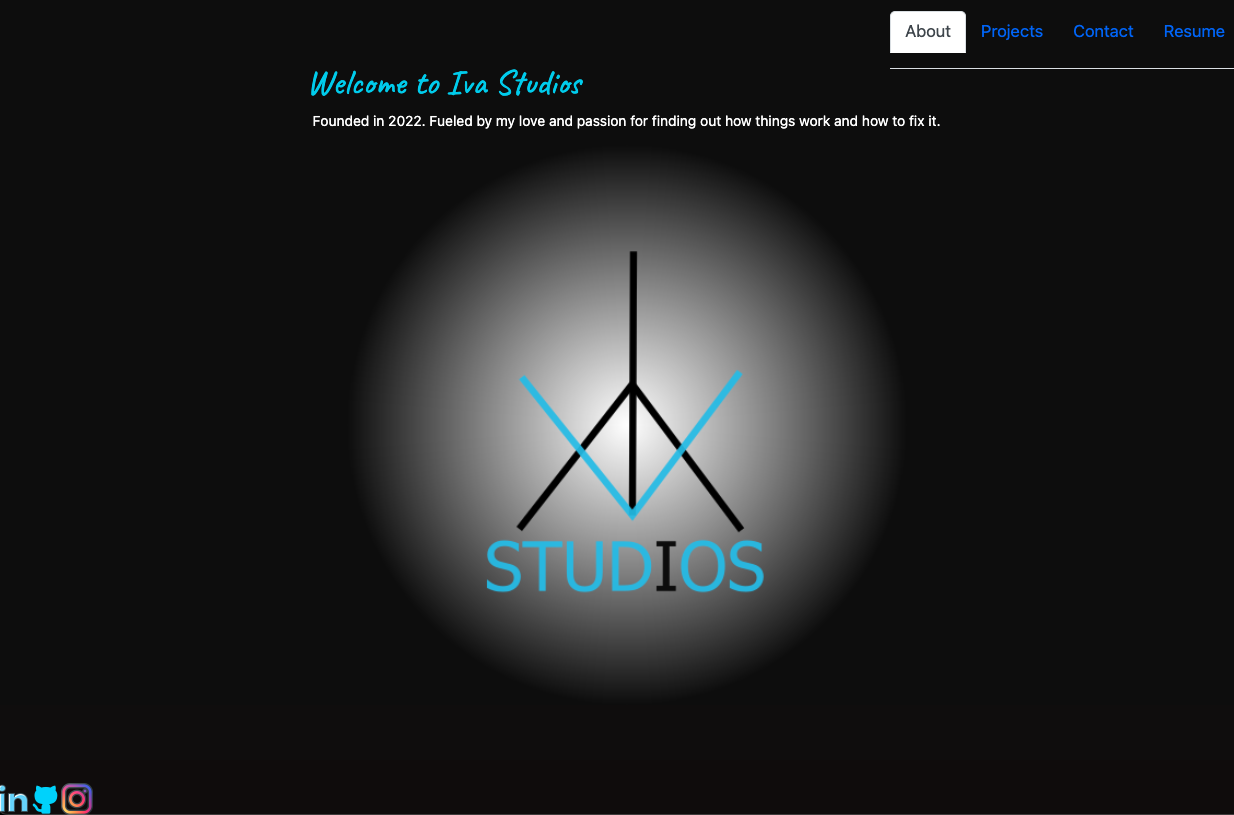 About Projects Contact Resume
Welcome to Iva Studios
Founded in 2022. Fueled by my love and passion for finding out how things work and how to fix it.
STUDIOS
in